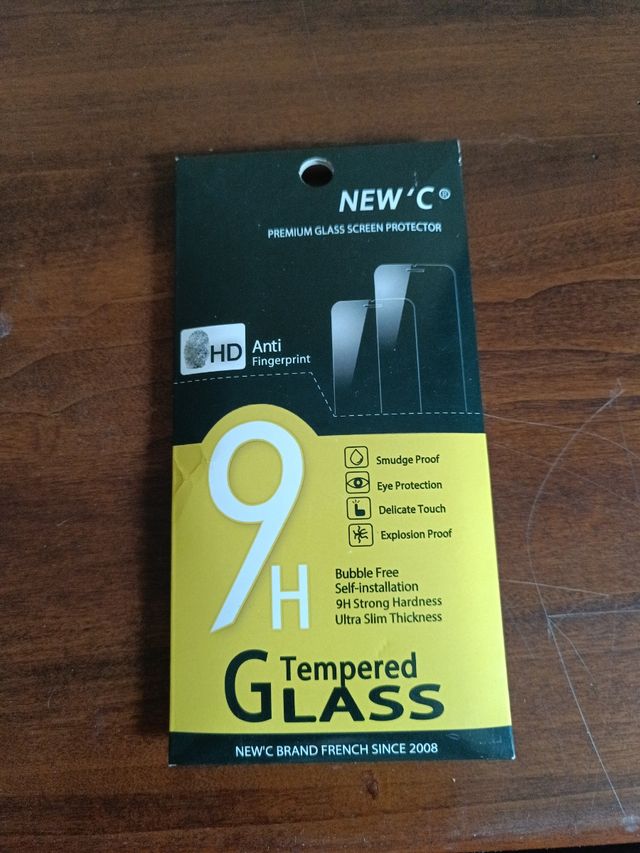 NEW 'C ®
PREMIUM GLASS SCREEN PROTECTOR
HD
Anti
Fingerprint
9H
Smudge Proof
Eye Protection
Delicate Touch
Explosion Proof
Bubble Free
Self-installation
9H Strong Hardness
Ultra Slim Thickness
Tempered
GLASS
NEW'C BRAND FRENCH SINCE 2008